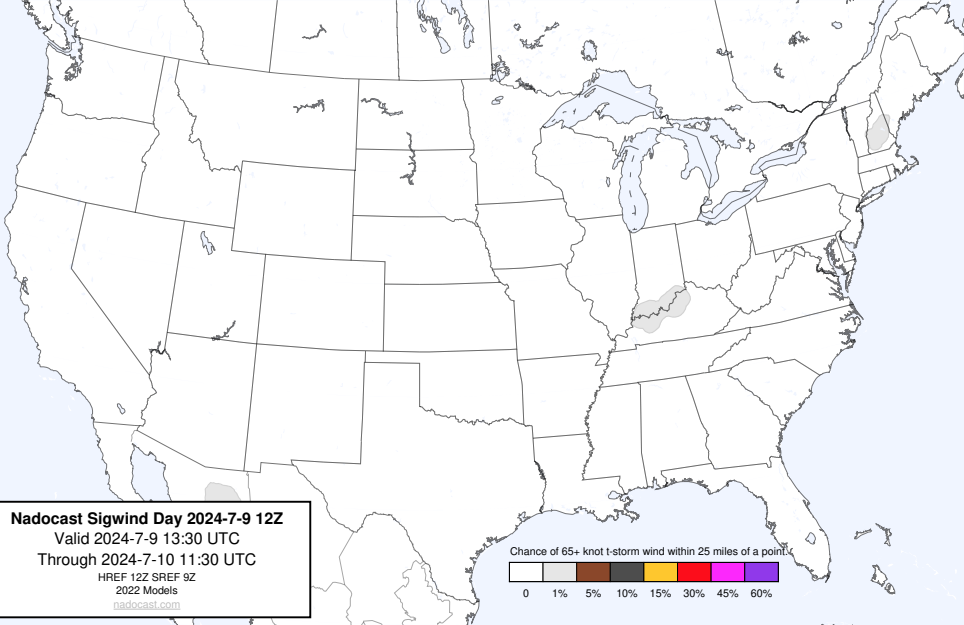 Nadocast Sigwind Day 2024-7-9 12Z
Valid 2024-7-9 13:30 UTC
Through 2024-7-10 11:30 UTC
HREF 12Z SREF 9Z
2022 Models
nadocast.com
Chance of 65+ knot t-storm wind within 25 miles of a point.
0 1% 5% 10% 15% 30% 45% 60%